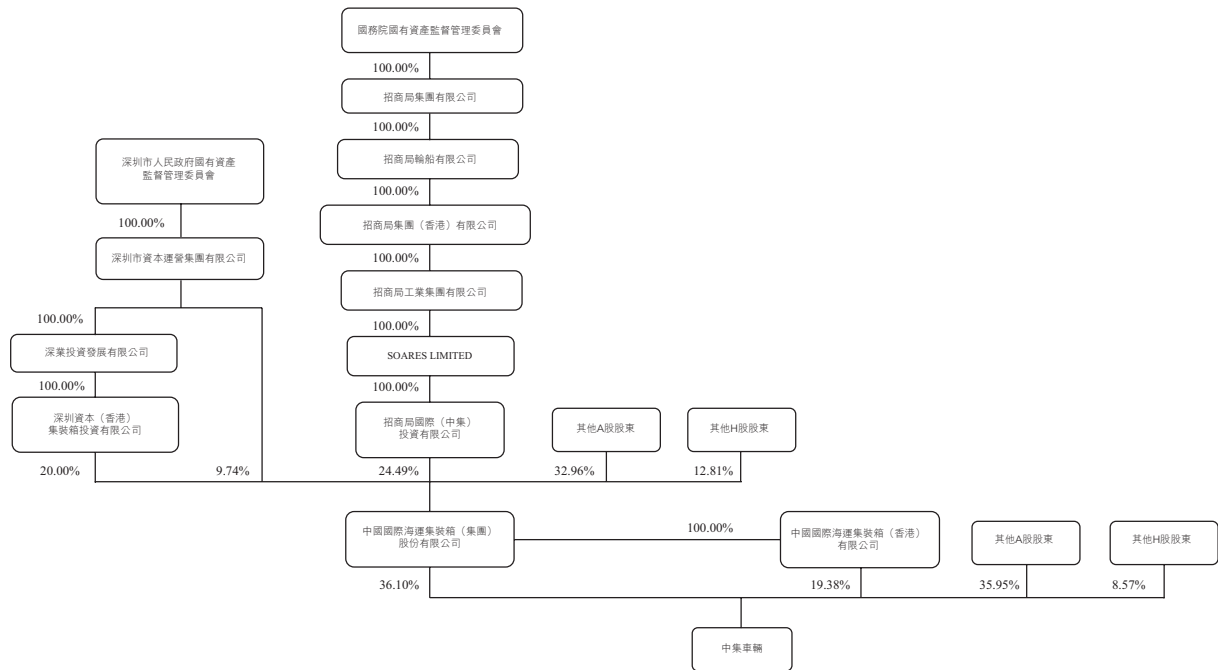 國務院國有資產監督管理委員會
100.00%
招商局集團有限公司
100.00%
深圳市人民政府國有資產
監督管理委員會
招商局輪船有限公司
100.00%
100.00%
招商局集團（香港）有限公司
深圳市資本運營集團有限公司
100.00%
招商局工業集團有限公司
100.00%
100.00%
深業投資發展有限公司
SOARES LIMITED
100.00%
100.00%
深圳資本（香港）
集裝箱投資有限公司
招商局國際（中集）
投資有限公司
其他A股股東
其他H股股東
20.00%
9.74%
24.49%
32.96%
12.81%
中國國際海運集裝箱（集團）
股份有限公司
100.00%
中國國際海運集裝箱（香港）
有限公司
其他A股股東
其他H股股東
36.10%
19.38%
35.95%
8.57%
中集車輛